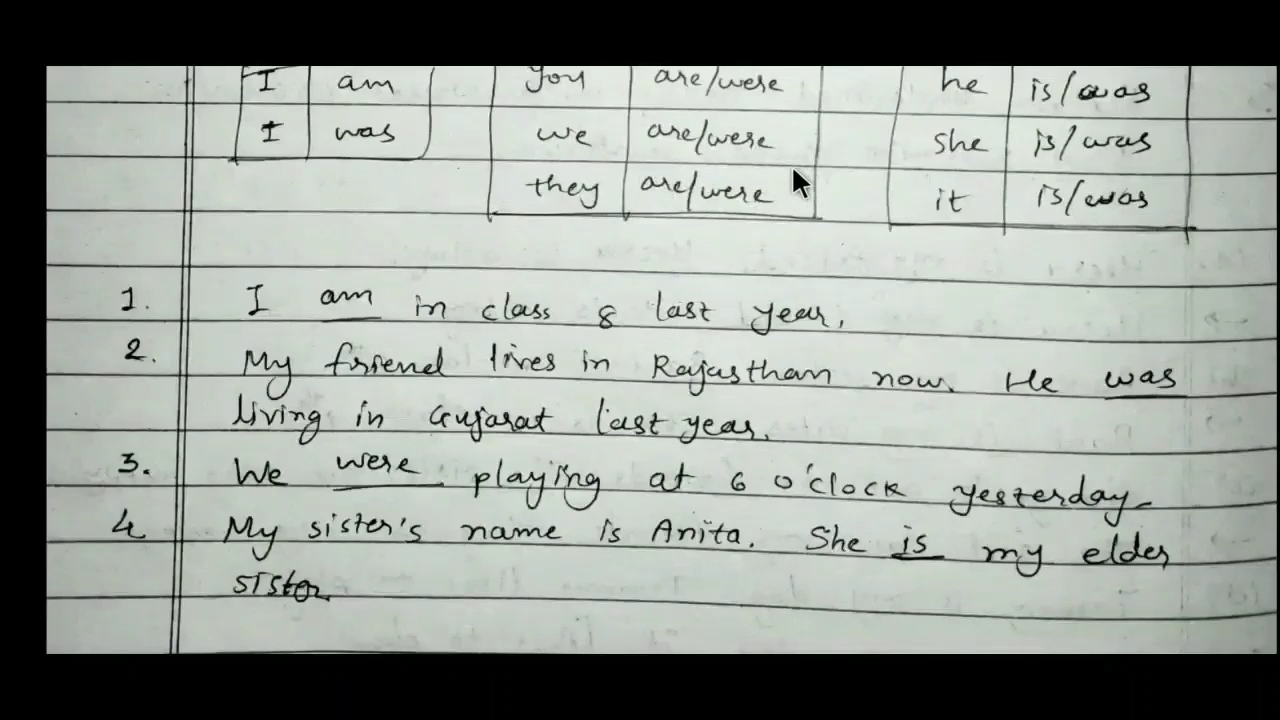 I am you are/were he is/was
I was we are/were she is/was
they are/were it is/was
1. I am in class 8 last year.
2. My friend lives in Rajasthan now. He was
living in Gujarat last year.
3. We were playing at 6 o'clock yesterday.
4 My sister's name is Anita. She is my elder
sister